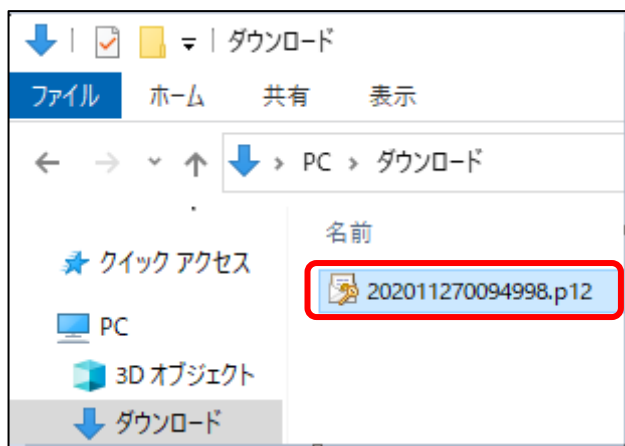 ダウンロード
ファイル ホーム 共有 表示
PC › ダウンロード
名前
クイック アクセス
202011270094998.p12
PC
3D オブジェクト
ダウンロード